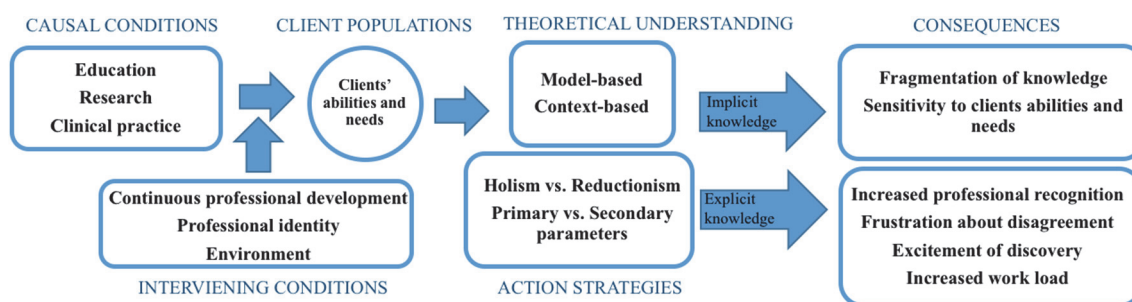 CAUSAL CONDITIONS
Education
Research
Clinical practice
Continuous professional development
Professional identity
Environment
INTERVIENING CONDITIONS
CLIENT POPULATIONS
Clients’
abilities and
needs
THEORETICAL UNDERSTANDING
Model-based
Context-based
Holism vs. Reductionism
Primary vs. Secondary
parameters
ACTION STRATEGIES
Implicit
knowledge
Explicit
knowledge
CONSEQUENCES
Fragmentation of knowledge
Sensitivity to clients abilities and
needs
Increased professional recognition
Frustration about disagreement
Excitement of discovery
Increased work load